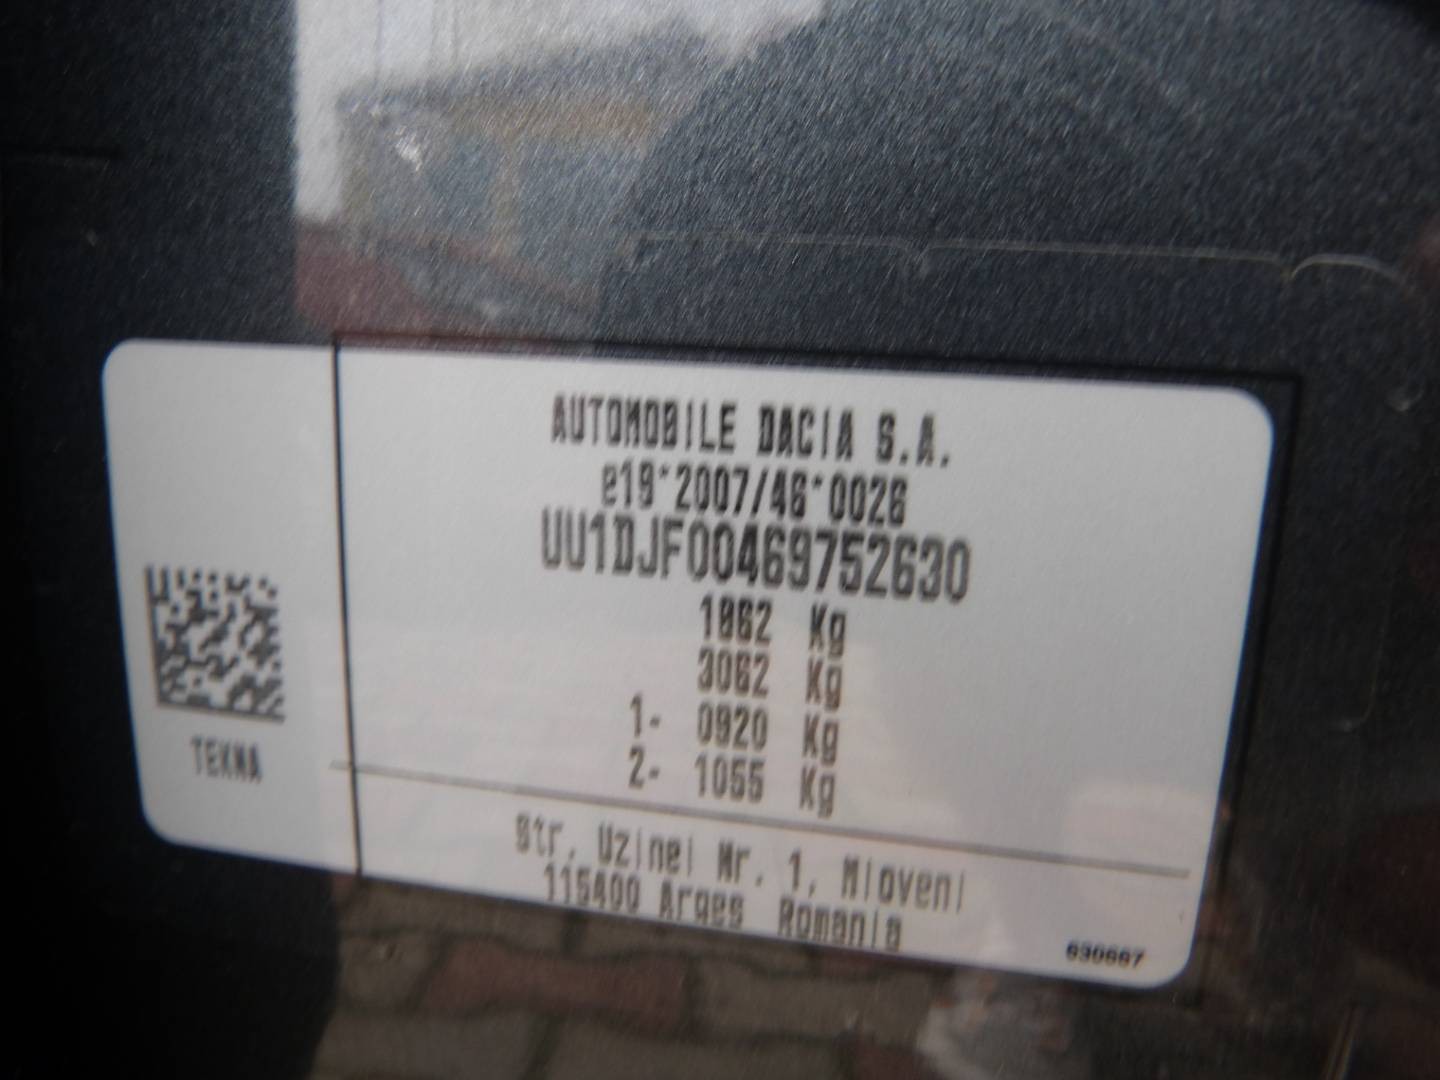 AUTOMOBILE DACIA S.A.
e19*2007/46*0026
UU1DJF00469752630
1862 Kg
3062 Kg
1- 0920 Kg
2- 1055 Kg
TEKNA
Str. Uzinei Nr. 1, Mioveni
115400 Arges Romania
630667